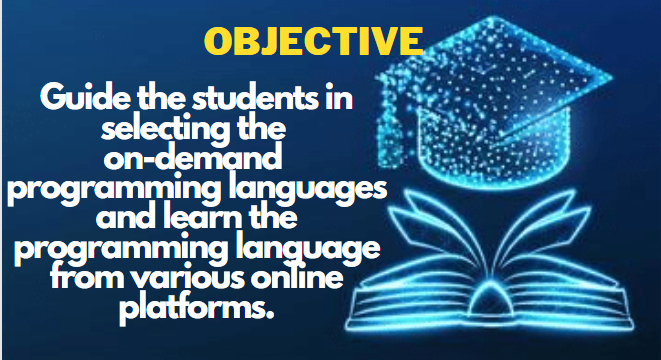 OBJECTIVE
Guide the students in
selecting the
on-demand
programming languages
and learn the
programming language
from various online
platforms.